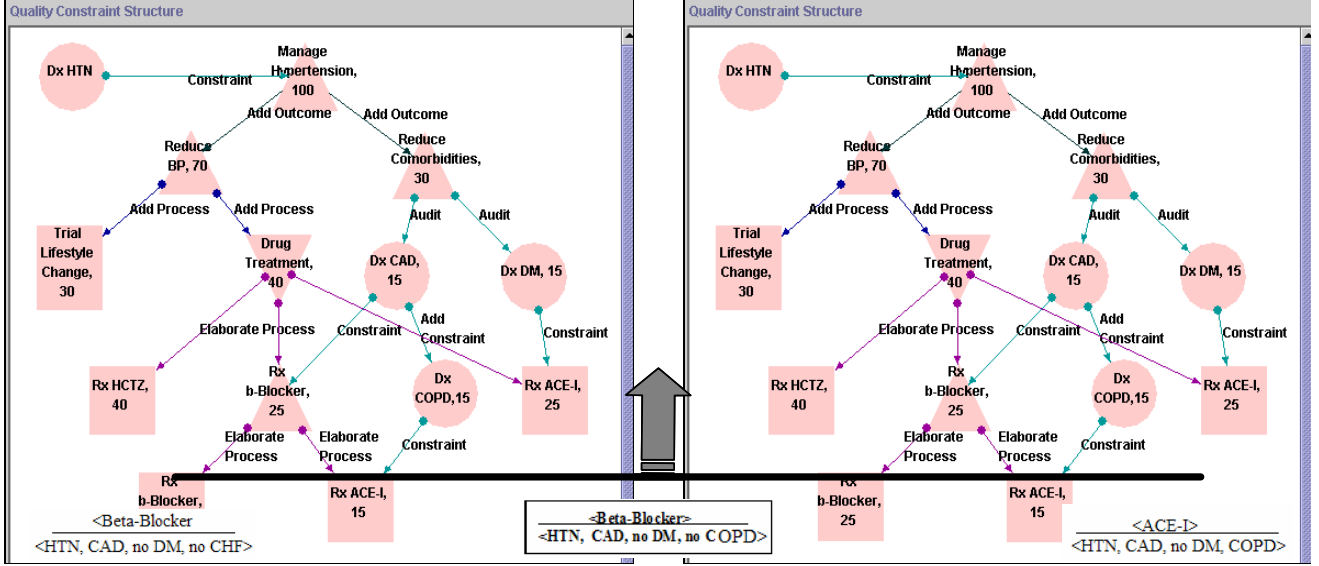 Quality Constraint Structure
Dx HTN
Manage
Hypertension,
100
Constraint
Add Outcome
Add Outcome
Reduce
BP, 70
Reduce
Comorbidities,
30
Add Process
Add Process
Audit
Audit
Trial
Lifestyle
Change,
30
Drug
Treatment,
40
Dx CAD,
15
Dx DM, 15
Elaborate Process
Constraint
Add
Constraint
Constraint
Rx HCTZ,
40
Rx
b-Blocker,
25
Dx
COPD,15
Rx ACE-I,
25
Elaborate
Process
Elaborate
Process
Constraint
Rx
b-Blocker,
Rx ACE-I,
15
<Beta-Blocker
<HTN, CAD, no DM, no CHF>
<Beta-Blocker>
<HTN, CAD, no DM, no COPD>
Quality Constraint Structure
Dx HTN
Manage
Hypertension,
100
Constraint
Add Outcome
Add Outcome
Reduce
BP, 70
Reduce
Comorbidities,
30
Add Process
Add Process
Audit
Audit
Trial
Lifestyle
Change,
30
Drug
Treatment,
40
Dx CAD,
15
Dx DM, 15
Elaborate Process
Constraint
Add
Constraint
Constraint
Rx HCTZ,
40
Rx
b-Blocker,
25
Dx
COPD,15
Rx ACE-I,
25
Elaborate
Process
Elaborate
Process
Constraint
Rx
b-Blocker,
25
Rx ACE-I,
15
<ACE-I>
<HTN, CAD, no DM, COPD>